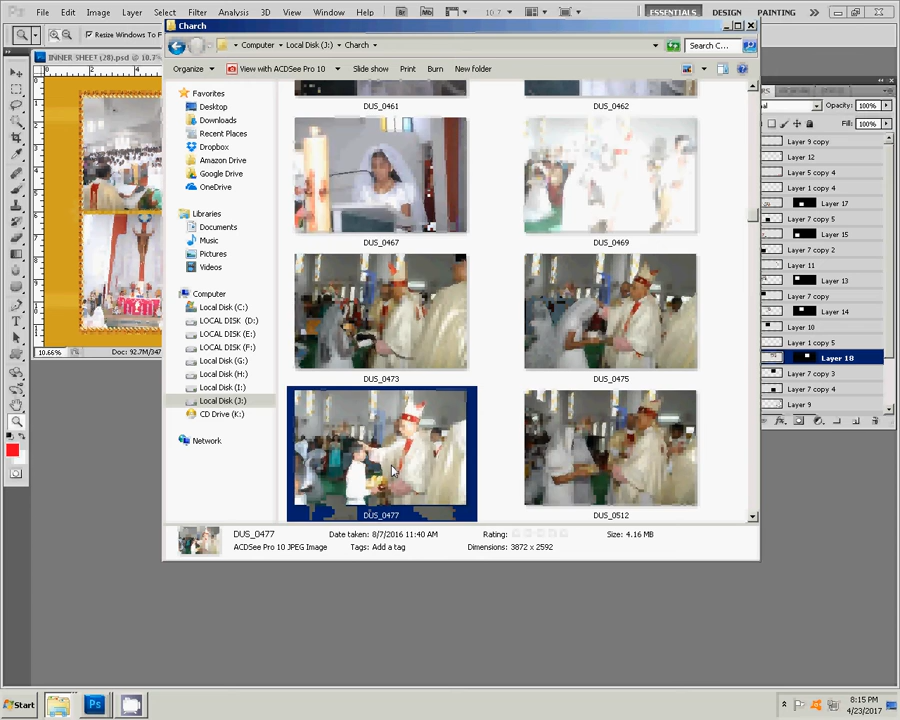 File Edit Image Layer Select Filter Analysis 3D View Window Help
ESSENTIALS DESIGN PAINTING
Resize Windows To F
INNER SHEET (28).psd @ 10.7
10.66% Doc: 92.7M/347
Charch
Computer Local Disk (J:) Charch
Search C...
Organize View with ACDSee Pro 10 Slide show Print Burn New folder
Favorites
Desktop
Downloads
Recent Places
Dropbox
Amazon Drive
Google Drive
OneDrive
Libraries
Documents
Music
Pictures
Videos
Computer
Local Disk (C:)
LOCAL DISK (D:)
LOCAL DISK (E:)
LOCAL DISK (F:)
Local Disk (G:)
Local Disk (H:)
Local Disk (I:)
Local Disk (J:)
CD Drive (K:)
Network
DUS_0461 DUS_0462
DUS_0467 DUS_0469
DUS_0473 DUS_0475
DUS_0477 DUS_0512
DUS_0477 Date taken: 8/7/2016 11:40 AM Rating: Size: 4.16 MB
ACDSee Pro 10 JPEG Image Tags: Add a tag Dimensions: 3872 x 2592
Opacity: 100%
Fill: 100%
Layer 9 copy
Layer 12
Layer 5 copy 4
Layer 1 copy 4
Layer 17
Layer 7 copy 5
Layer 15
Layer 7 copy 2
Layer 11
Layer 13
Layer 7 copy
Layer 14
Layer 10
Layer 1 copy 5
Layer 18
Layer 7 copy 3
Layer 7 copy 4
Layer 9
Start
8:15 PM
4/23/2017